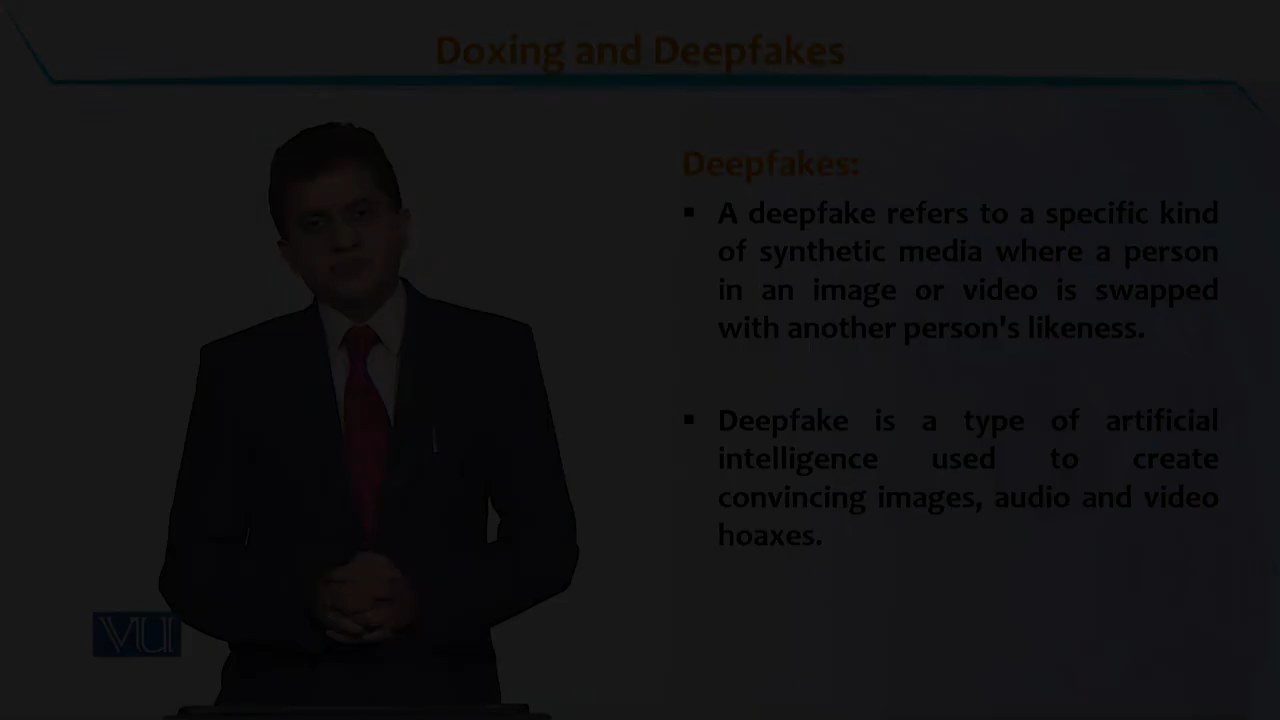 Doxing and Deepfakes
Deepfakes:
▪ A deepfake refers to a specific kind
of synthetic media where a person
in an image or video is swapped
with another person's likeness.
▪ Deepfake is a type of artificial
intelligence used to create
convincing images, audio and video
hoaxes.
VU